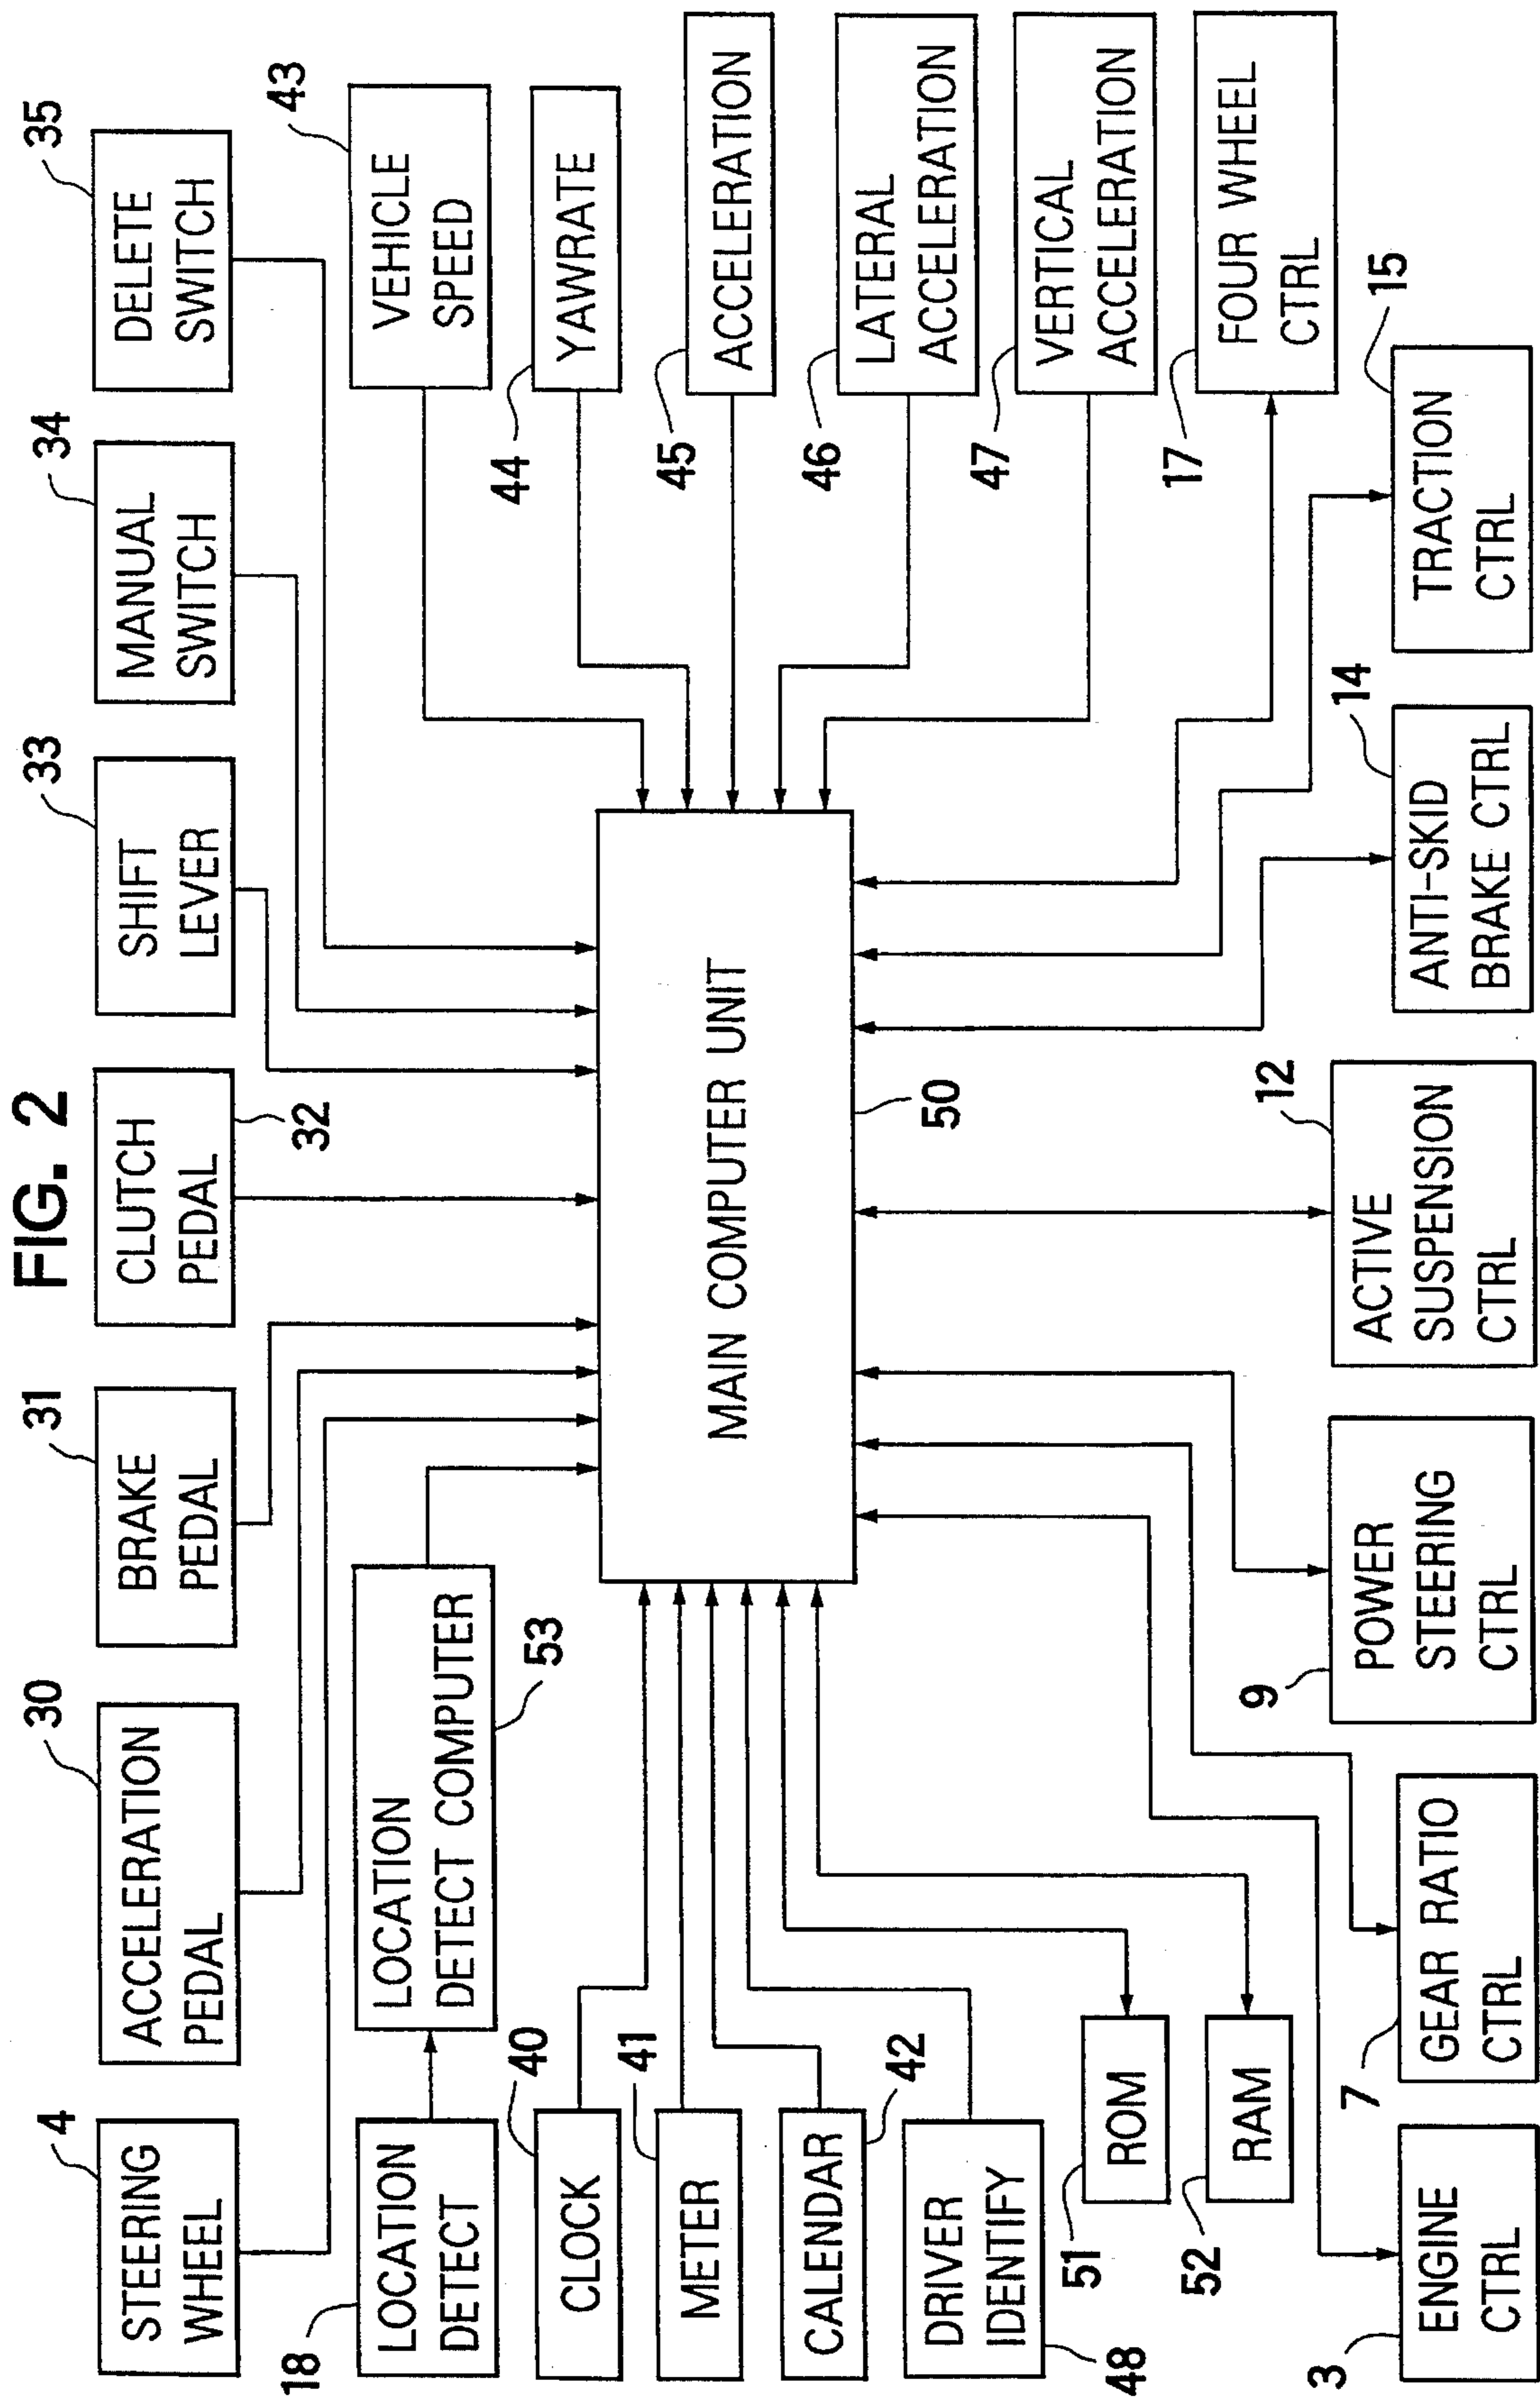 FIG. 2
4
STEERING
WHEEL
30
ACCELERATION
PEDAL
31
BRAKE
PEDAL
CLUTCH
PEDAL
32
33
SHIFT
LEVER
34
MANUAL
SWITCH
35
DELETE
SWITCH
18
LOCATION
DETECT
LOCATION
DETECT COMPUTER
53
40
CLOCK
41
METER
CALENDAR
42
DRIVER
IDENTIFY
48
51
ROM
52
RAM
MAIN COMPUTER UNIT
50
43
VEHICLE
SPEED
44
YAWRATE
45
ACCELERATION
46
LATERAL
ACCELERATION
47
VERTICAL
ACCELERATION
17
FOUR WHEEL
CTRL
3
ENGINE
CTRL
7
GEAR RATIO
CTRL
9
POWER
STEERING
CTRL
12
ACTIVE
SUSPENSION
CTRL
14
ANTI-SKID
BRAKE CTRL
15
TRACTION
CTRL